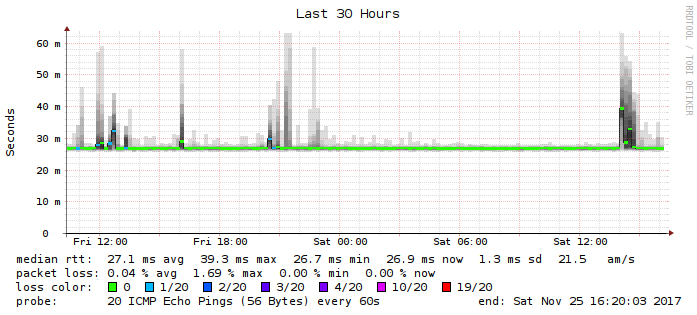 Last 30 Hours
RRDTOOL / TOBI OETIKER
Seconds
60 m
50 m
40 m
30 m
20 m
10 m
0
Fri 12:00 Fri 18:00 Sat 00:00 Sat 06:00 Sat 12:00
median rtt: 27.1 ms avg 39.3 ms max 26.7 ms min 26.9 ms now 1.3 ms sd 21.5 am/s
packet loss: 0.04 % avg 1.69 % max 0.00 % min 0.00 % now
loss color: 0 1/20 2/20 3/20 4/20 10/20 19/20
probe: 20 ICMP Echo Pings (56 Bytes) every 60s end: Sat Nov 25 16:20:03 2017